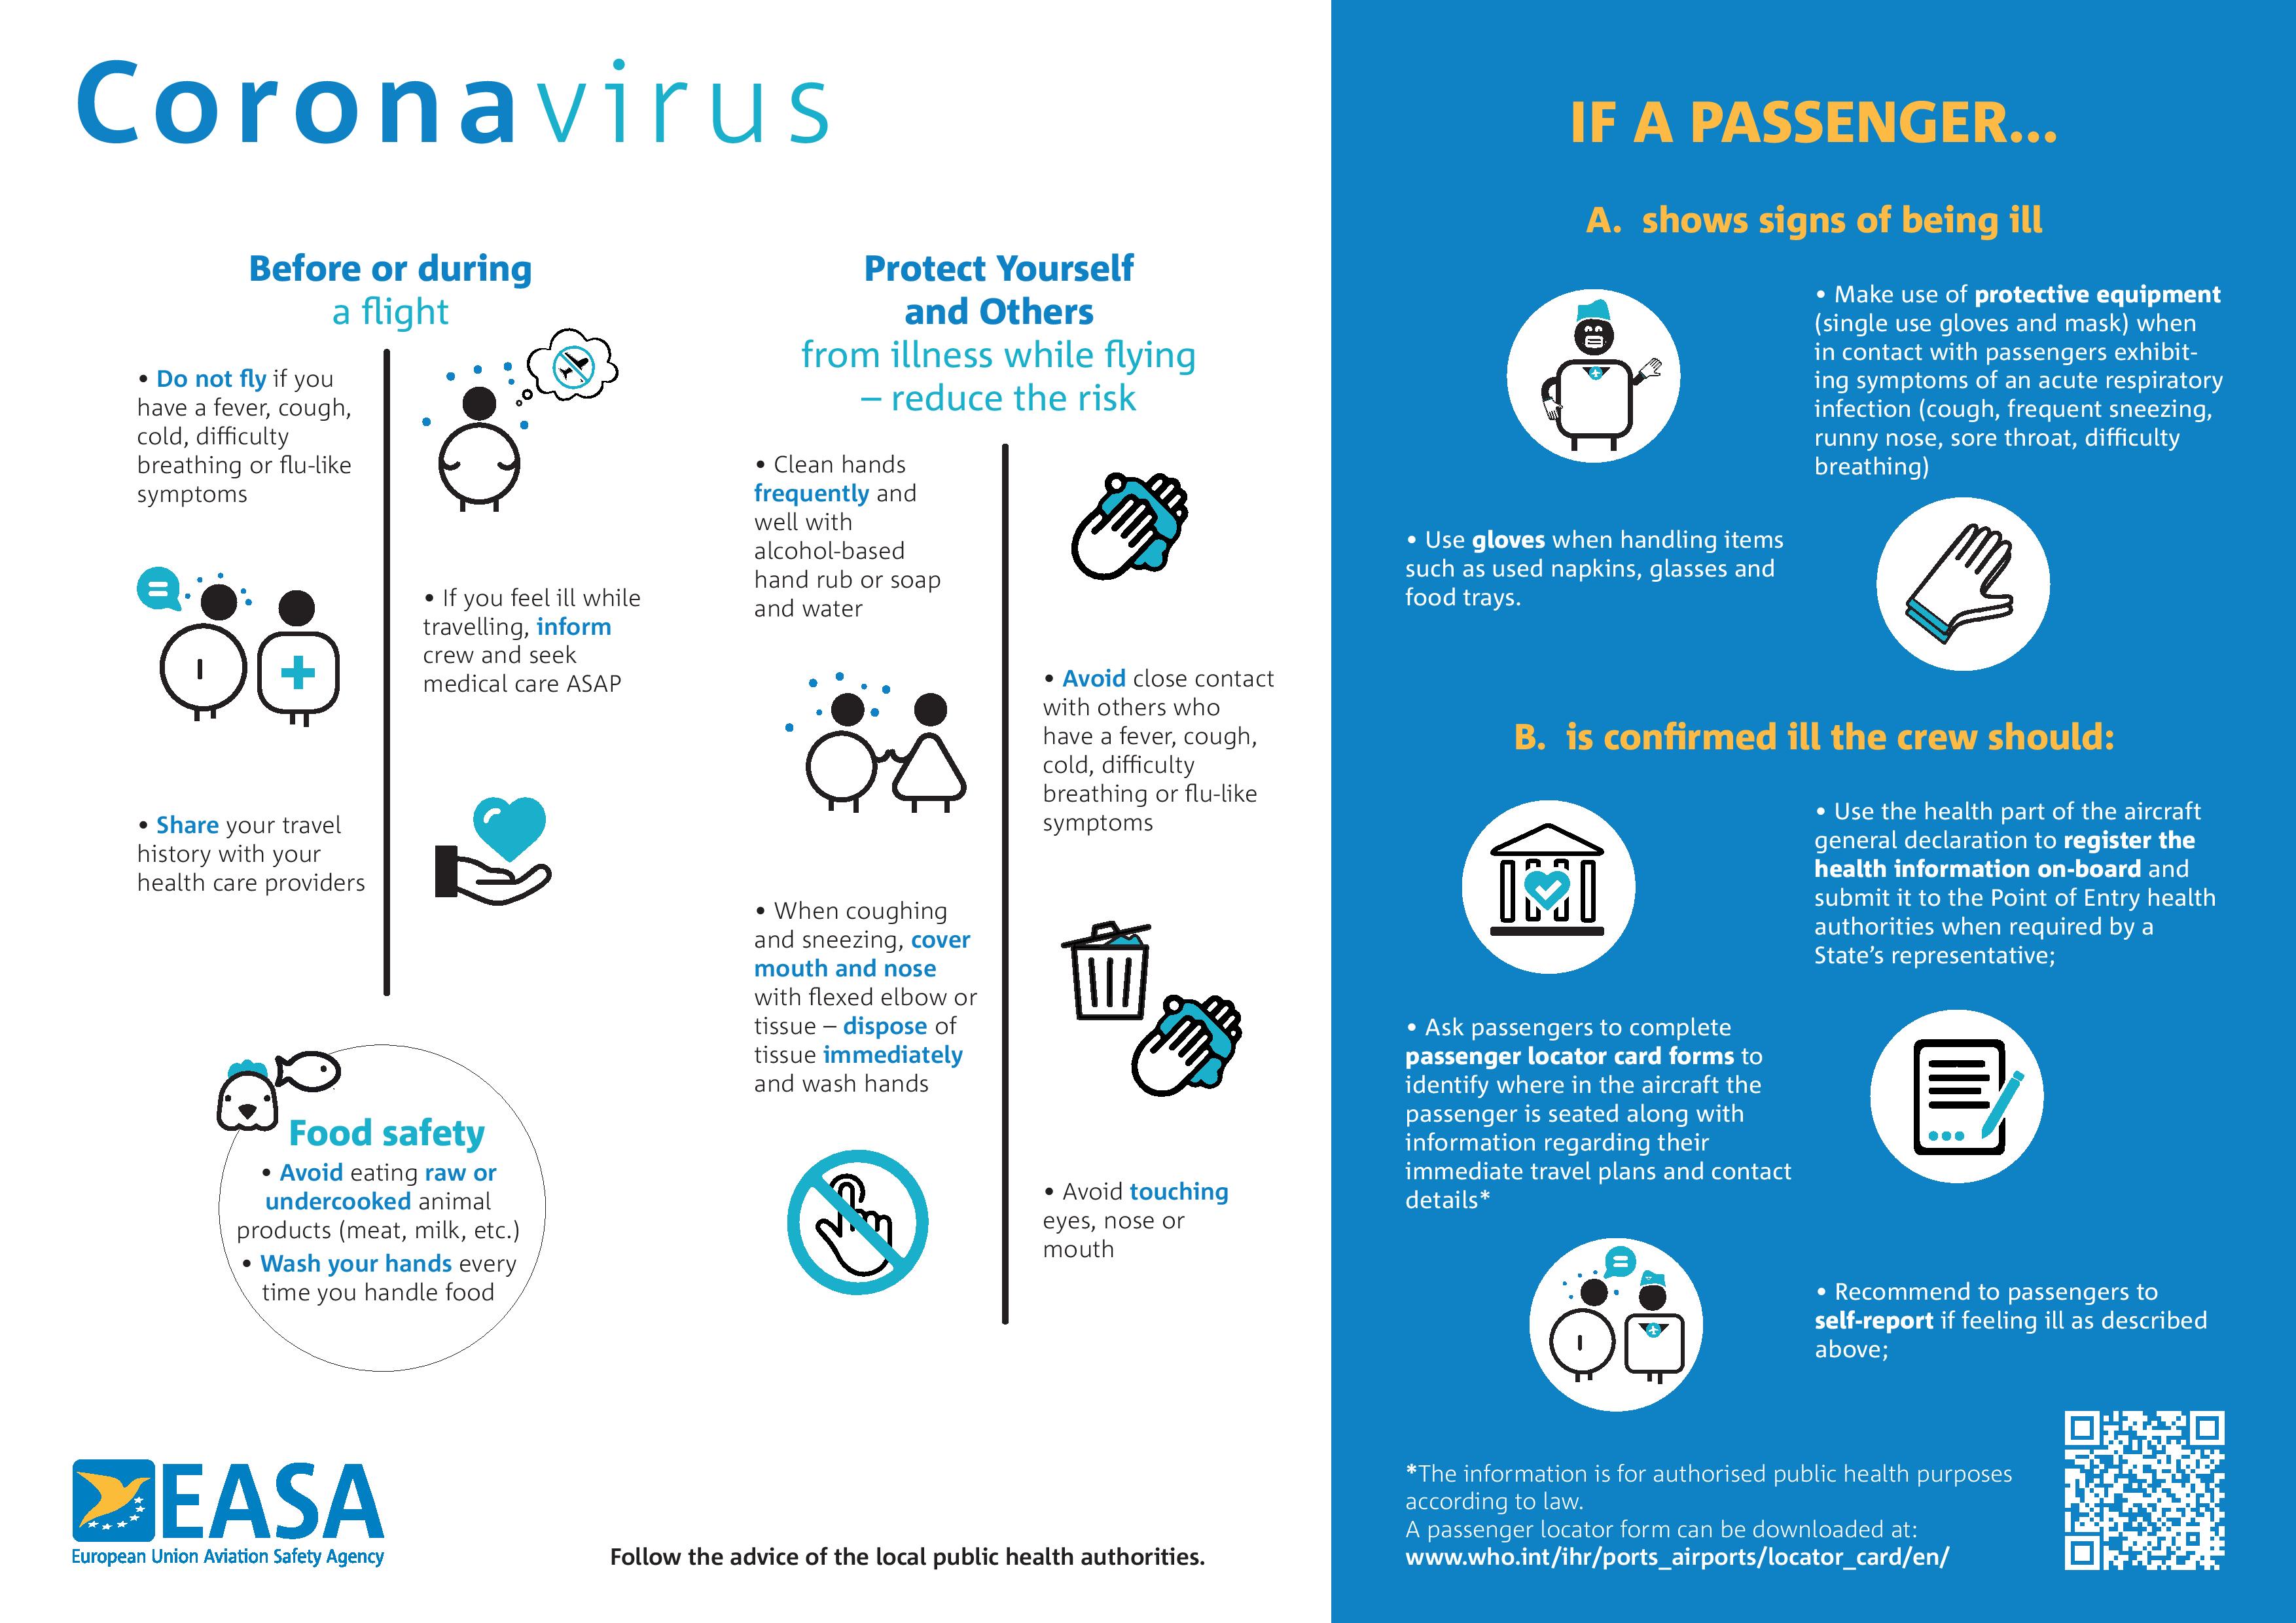 Coronavirus
Before or during
a flight
• Do not fly if you
have a fever, cough,
cold, difficulty
breathing or flu-like
symptoms
• If you feel ill while
travelling, inform
crew and seek
medical care ASAP
• Share your travel
history with your
health care providers
Food safety
• Avoid eating raw or
undercooked animal
products (meat, milk, etc.)
• Wash your hands every
time you handle food
Protect Yourself
and Others
from illness while flying
– reduce the risk
• Clean hands
frequently and
well with
alcohol-based
hand rub or soap
and water
• Avoid close contact
with others who
have a fever, cough,
cold, difficulty
breathing or flu-like
symptoms
• When coughing
and sneezing, cover
mouth and nose
with flexed elbow or
tissue – dispose of
tissue immediately
and wash hands
• Avoid touching
eyes, nose or
mouth
EASA
European Union Aviation Safety Agency
Follow the advice of the local public health authorities.
IF A PASSENGER...
A. shows signs of being ill
• Make use of protective equipment
(single use gloves and mask) when
in contact with passengers exhibit-
ing symptoms of an acute respiratory
infection (cough, frequent sneezing,
runny nose, sore throat, difficulty
breathing)
• Use gloves when handling items
such as used napkins, glasses and
food trays.
B. is confirmed ill the crew should:
• Use the health part of the aircraft
general declaration to register the
health information on-board and
submit it to the Point of Entry health
authorities when required by a
State's representative;
• Ask passengers to complete
passenger locator card forms to
identify where in the aircraft the
passenger is seated along with
information regarding their
immediate travel plans and contact
details*
• Recommend to passengers to
self-report if feeling ill as described
above;
*The information is for authorised public health purposes
according to law.
A passenger locator form can be downloaded at:
www.who.int/ihr/ports_airports/locator_card/en/